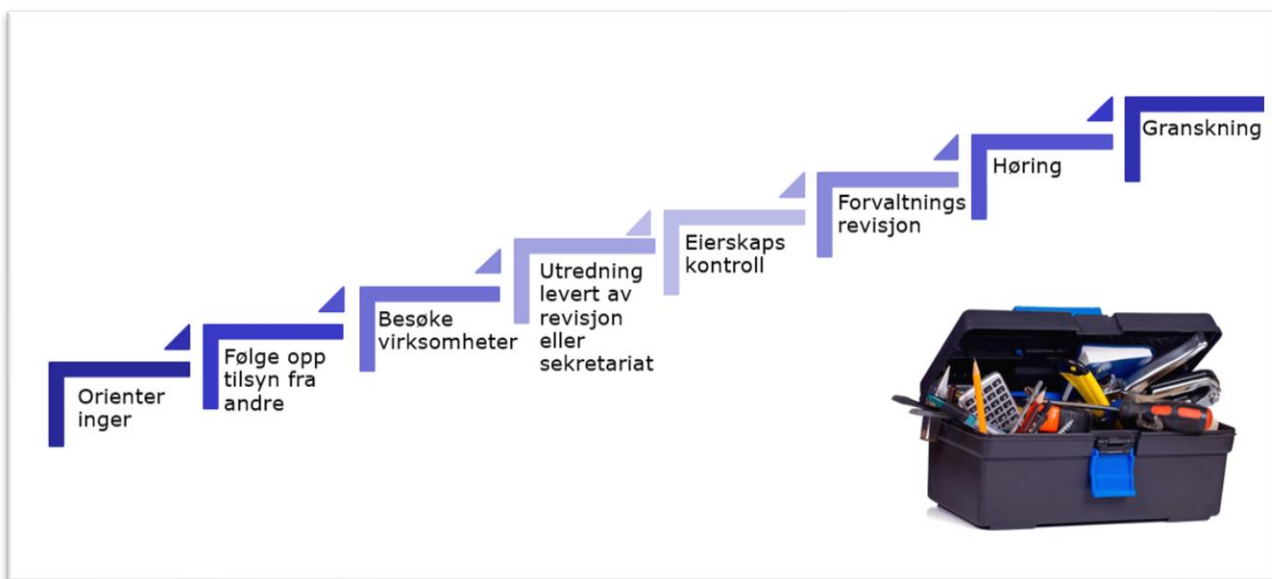 Orienter
inger
Følge opp
tilsyn fra
andre
Besøke
virksomheter
Utredning
levert av
revisjon
eller
sekretariat
Eierskaps
kontroll
Forvaltnings
revisjon
Høring
Granskning